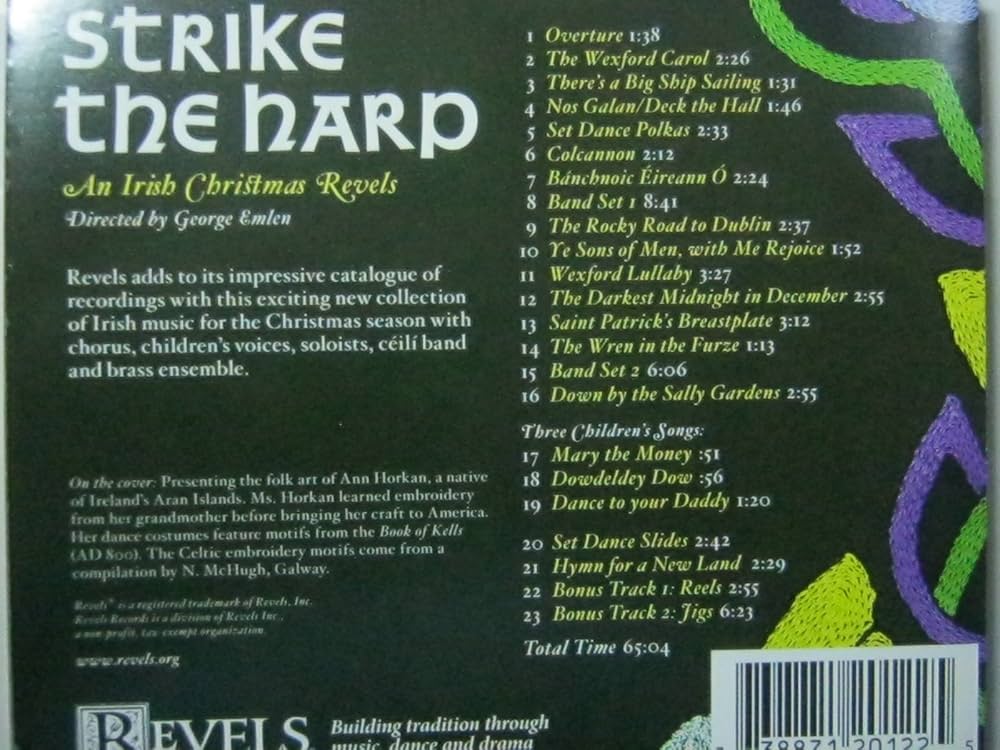 STRIKE
THE HARP
An Irish Christmas Revels
Directed by George Emlen
Revels adds to its impressive catalogue of
recordings with this exciting new collection
of Irish music for the Christmas season with
chorus, children's voices, soloists, céilí band
and brass ensemble.
On the cover: Presenting the folk art of Ann Horkan, a native
of Ireland's Aran Islands. Ms. Horkan learned embroidery
from her grandmother before bringing her craft to America.
Her dance costumes feature motifs from the Book of Kells
(AD 800). The Celtic embroidery motifs come from a
compilation by N. McHugh, Galway.
Revels® is a registered trademark of Revels, Inc.
Revels Records is a division of Revels Inc.,
a non profit, tax exempt organization.
www.revels.org
REVELS
Building tradition through
music, dance and drama
1 Overture 1:38
2 The Wexford Carol 2:26
3 There's a Big Ship Sailing 1:31
4 Nos Galan/Deck the Hall 1:46
5 Set Dance Polkas 2:33
6 Colcannon 2:12
7 Bánchnoic Éireann Ó 2:24
8 Band Set 1 8:41
9 The Rocky Road to Dublin 2:37
10 Ye Sons of Men, with Me Rejoice 1:52
11 Wexford Lullaby 3:27
12 The Darkest Midnight in December 2:55
13 Saint Patrick's Breastplate 3:12
14 The Wren in the Furze 1:13
15 Band Set 2 6:06
16 Down by the Sally Gardens 2:55
Three Children's Songs:
17 Mary the Money :51
18 Dowdeldey Dow :56
19 Dance to your Daddy 1:20
20 Set Dance Slides 2:42
21 Hymn for a New Land 2:29
22 Bonus Track 1: Reels 2:55
23 Bonus Track 2: Jigs 6:23
Total Time 65:04
38871 20122 5